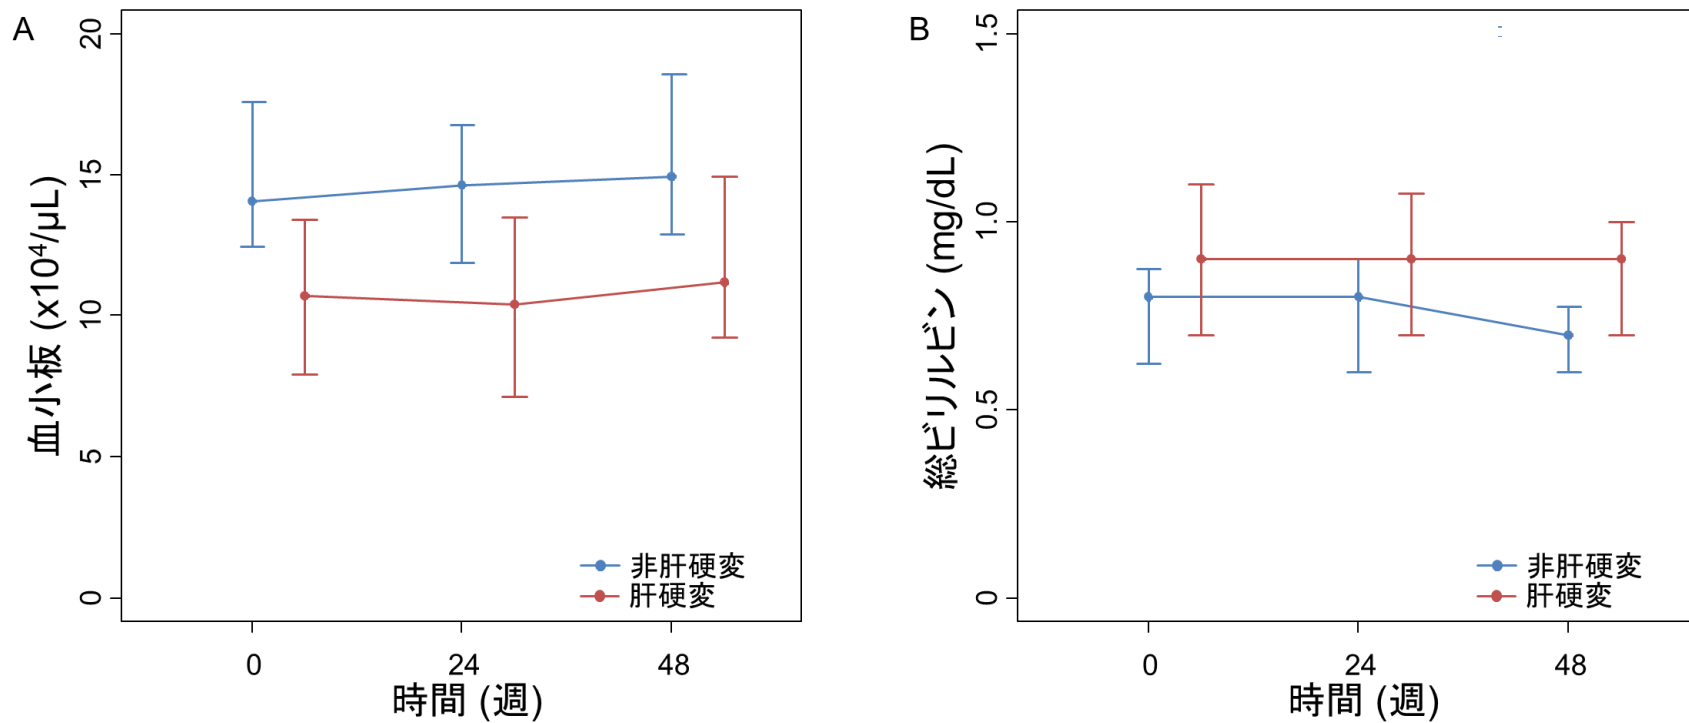 A
血小板 (x10⁴/μL)
20
15
10
5
0
非肝硬変
肝硬変
0 24 48
時間 (週)
B
総ビリルビン (mg/dL)
1.5
1.0
0.5
0
非肝硬変
肝硬変
0 24 48
時間 (週)